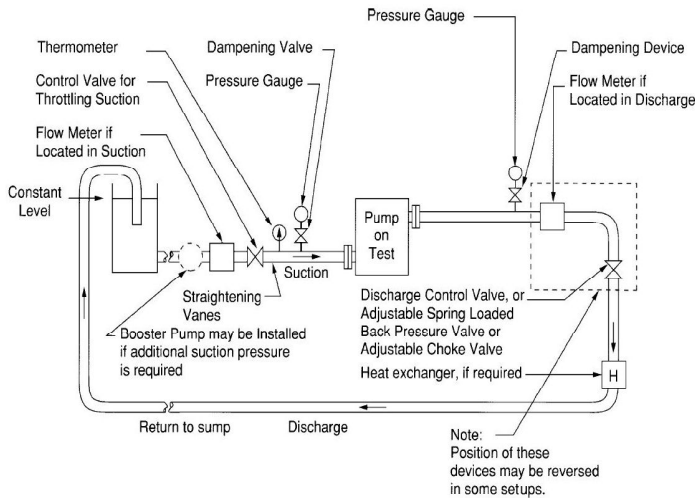 Pressure Gauge
Thermometer
Dampening Valve
Dampening Device
Control Valve for
Throttling Suction
Pressure Gauge
Flow Meter if
Located in Discharge
Flow Meter if
Located in Suction
Constant
Level
Pump
on
Test
Suction
Straightening
Vanes
Discharge Control Valve, or
Adjustable Spring Loaded
Back Pressure Valve or
Adjustable Choke Valve
Booster Pump may be Installed
if additional suction pressure
is required
Heat exchanger, if required
H
Return to sump
Discharge
Note:
Position of these
devices may be reversed
in some setups.